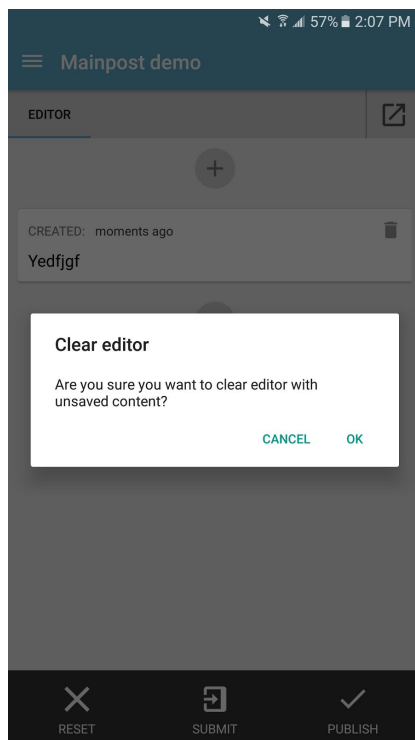 57% 2:07 PM
Mainpost demo
EDITOR
CREATED: moments ago
Yedfjgf
Clear editor
Are you sure you want to clear editor with
unsaved content?
CANCEL OK
RESET SUBMIT PUBLISH